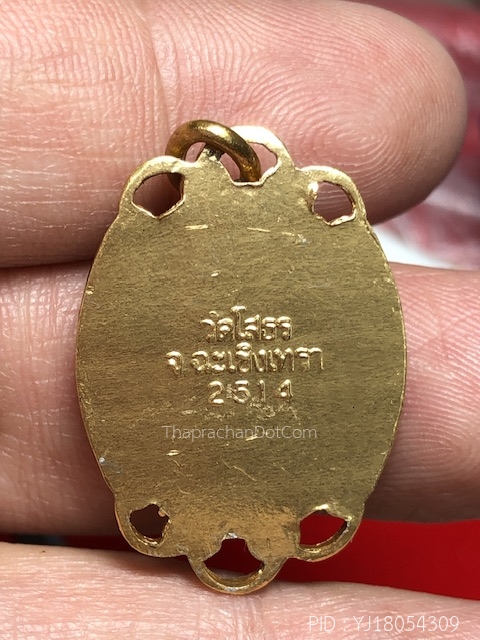 วัดโสธร
จ.ฉะเชิงเทรา
2514
ThaprachanDotCom
PID : YJ18054309